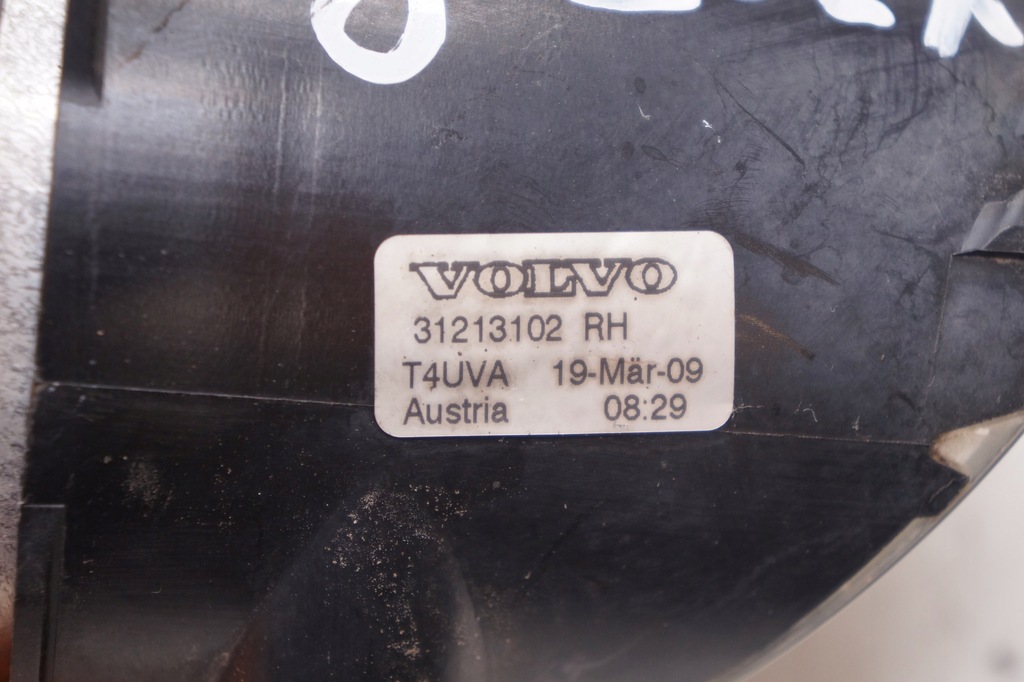 VOLVO
31213102 RH
T4UVA 19-Mär-09
Austria 08:29